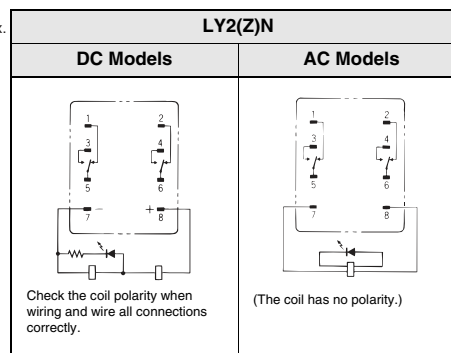 x.
LY2(Z)N
DC Models
AC Models
1 2
3 4
5 6
7 − + 8
Check the coil polarity when
wiring and wire all connections
correctly.
1 2
3 4
5 6
7 8
(The coil has no polarity.)